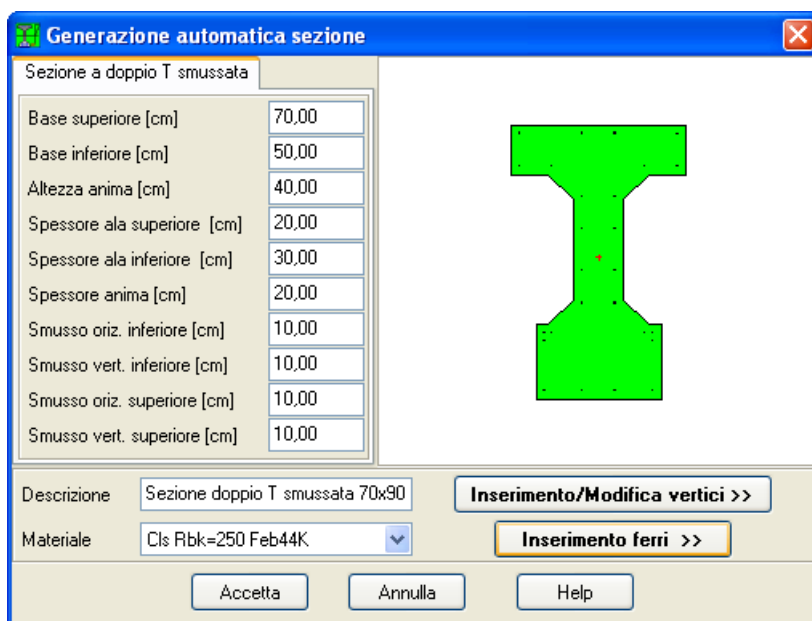 Generazione automatica sezione
Sezione a doppio T smussata
Base superiore [cm] 70,00
Base inferiore [cm] 50,00
Altezza anima [cm] 40,00
Spessore ala superiore [cm] 20,00
Spessore ala inferiore [cm] 30,00
Spessore anima [cm] 20,00
Smusso oriz. inferiore [cm] 10,00
Smusso vert. inferiore [cm] 10,00
Smusso oriz. superiore [cm] 10,00
Smusso vert. superiore [cm] 10,00
Descrizione Sezione doppio T smussata 70x90 Inserimento/Modifica vertici >>
Materiale Cls Rbk=250 Feb44K Inserimento ferri >>
Accetta Annulla Help